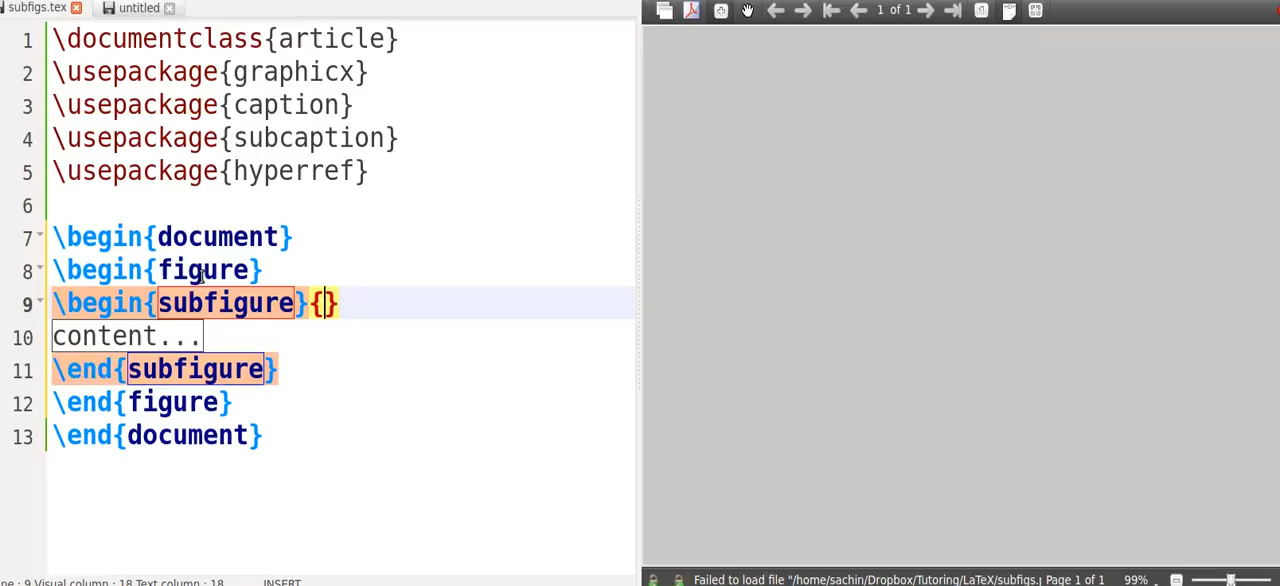 subfigs.tex untitled
1 of 1
1 \documentclass{article}
2 \usepackage{graphicx}
3 \usepackage{caption}
4 \usepackage{subcaption}
5 \usepackage{hyperref}
6
7 \begin{document}
8 \begin{figure}
9 \begin{subfigure}{}
10 content...
11 \end{subfigure}
12 \end{figure}
13 \end{document}
: 9 Visual column : 18 Text column : 18 INSERT
Failed to load file "/home/sachin/Dropbox/Tutoring/LaTeX/subfigs.p Page 1 of 1 99%